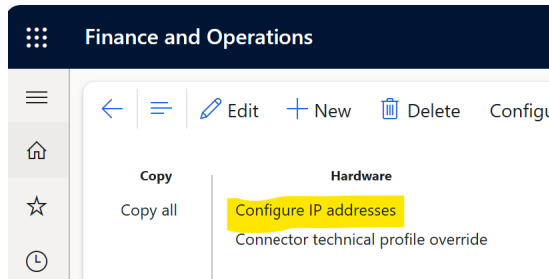 Finance and Operations
Edit New Delete Configu
Copy Hardware
Copy all Configure IP addresses
Connector technical profile override